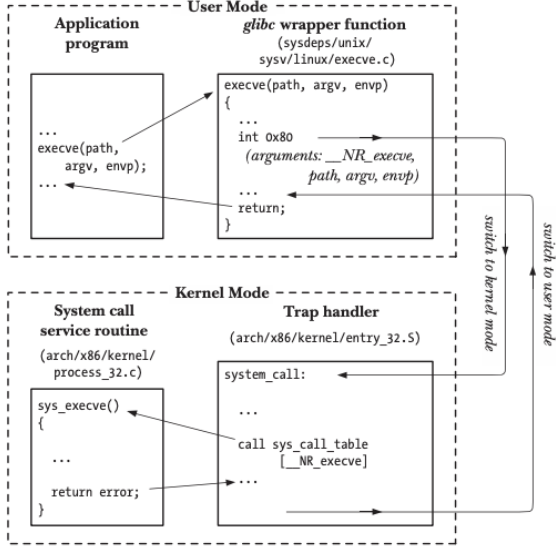 User Mode
Application
program
glibc wrapper function
(sysdeps/unix/
sysv/linux/execve.c)
...
execve(path,
argv, envp);
...
execve(path, argv, envp)
{
...
int 0x80
(arguments: __NR_execve,
path, argv, envp)
...
return;
}
switch to kernel mode
switch to user mode
Kernel Mode
System call
service routine
(arch/x86/kernel/
process_32.c)
Trap handler
(arch/x86/kernel/entry_32.S)
sys_execve()
{
...
return error;
}
system_call:
...
call sys_call_table
[__NR_execve]
...